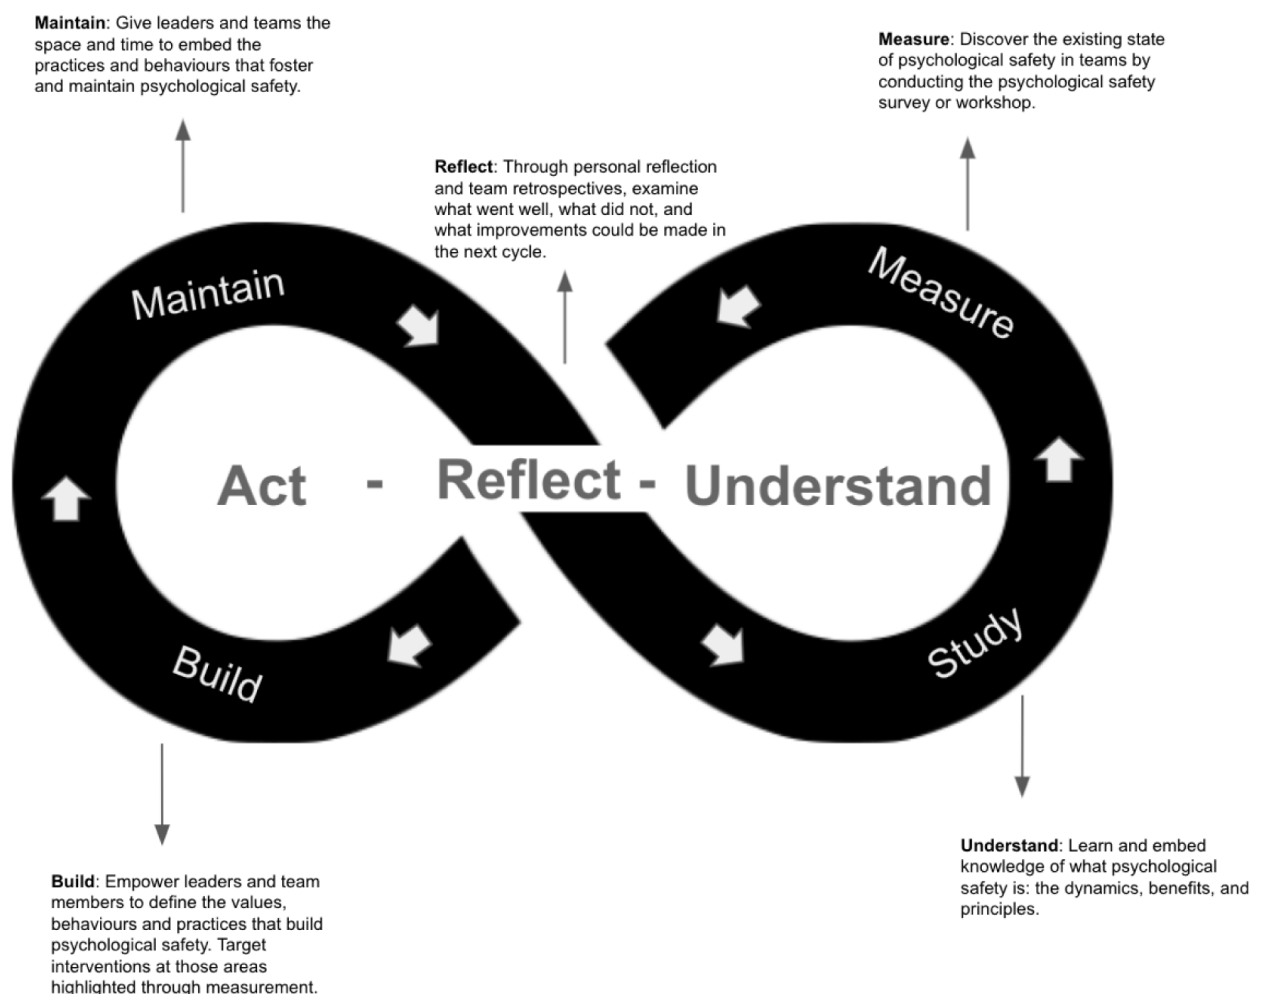 Maintain: Give leaders and teams the
space and time to embed the
practices and behaviours that foster
and maintain psychological safety.
Measure: Discover the existing state
of psychological safety in teams by
conducting the psychological safety
survey or workshop.
Reflect: Through personal reflection
and team retrospectives, examine
what went well, what did not, and
what improvements could be made in
the next cycle.
Maintain
Measure
Act - Reflect - Understand
Build
Study
Understand: Learn and embed
knowledge of what psychological
safety is: the dynamics, benefits, and
principles.
Build: Empower leaders and team
members to define the values,
behaviours and practices that build
psychological safety. Target
interventions at those areas
highlighted through measurement.